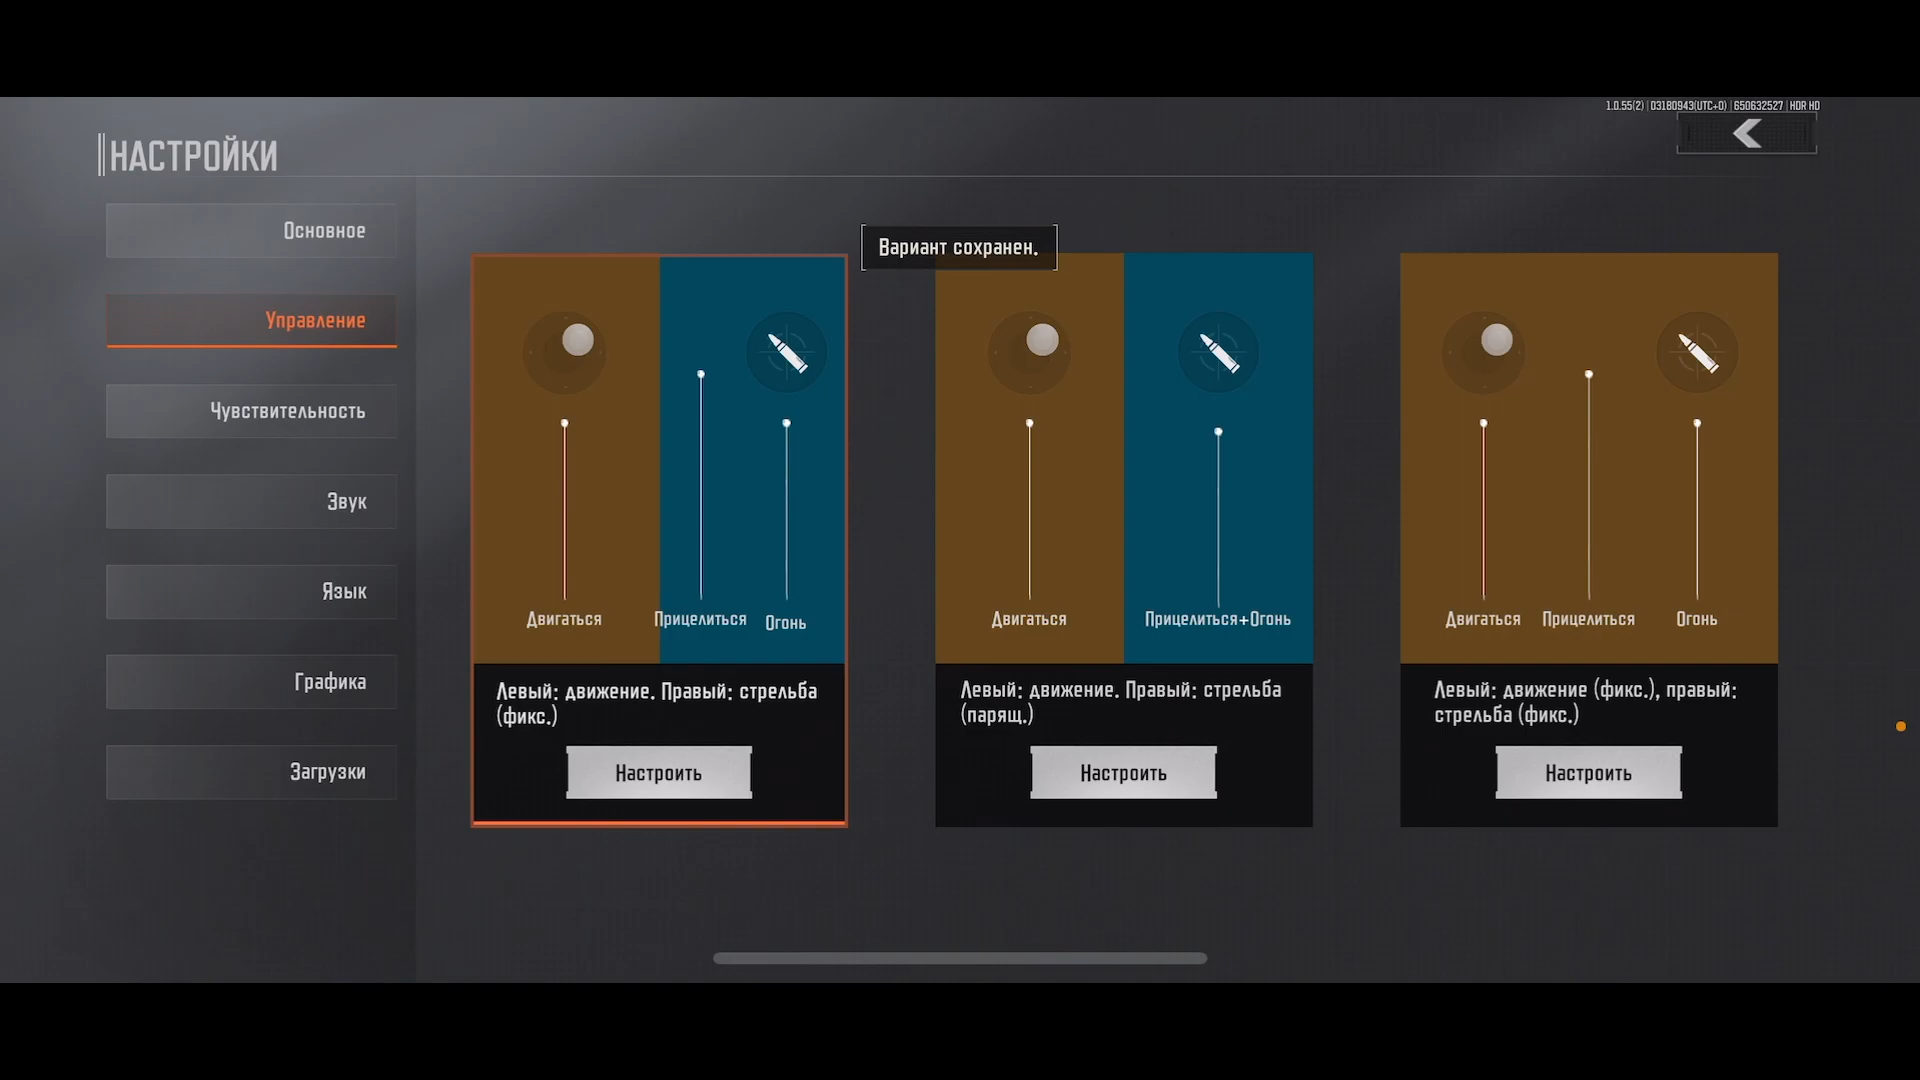 1.0.55(2) | 03180943(UTC+0) | 650632527 | HDR HD
НАСТРОЙКИ
Основное
Управление
Чувствительность
Звук
Язык
Графика
Загрузки
Вариант сохранен.
Двигаться
Прицелиться
Огонь
Левый: движение. Правый: стрельба
(фикс.)
Настроить
Двигаться
Прицелиться+Огонь
Левый: движение. Правый: стрельба
(парящ.)
Настроить
Двигаться
Прицелиться
Огонь
Левый: движение (фикс.), правый:
стрельба (фикс.)
Настроить